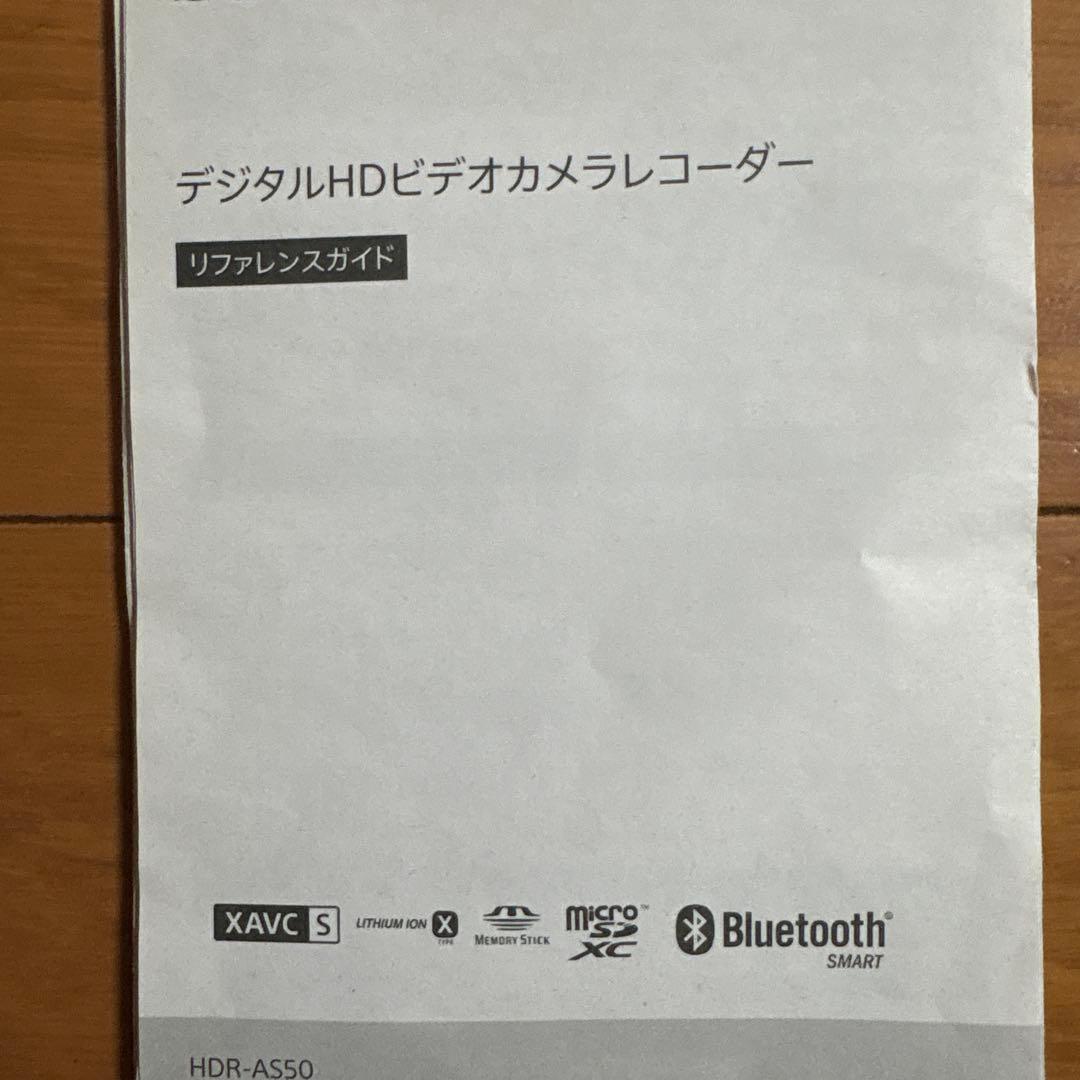 デジタルHDビデオカメラレコーダー
リファレンスガイド
XAVC S LITHIUM ION X TYPE MEMORY STICK micro SD XC ™ Bluetooth® SMART
HDR-AS50